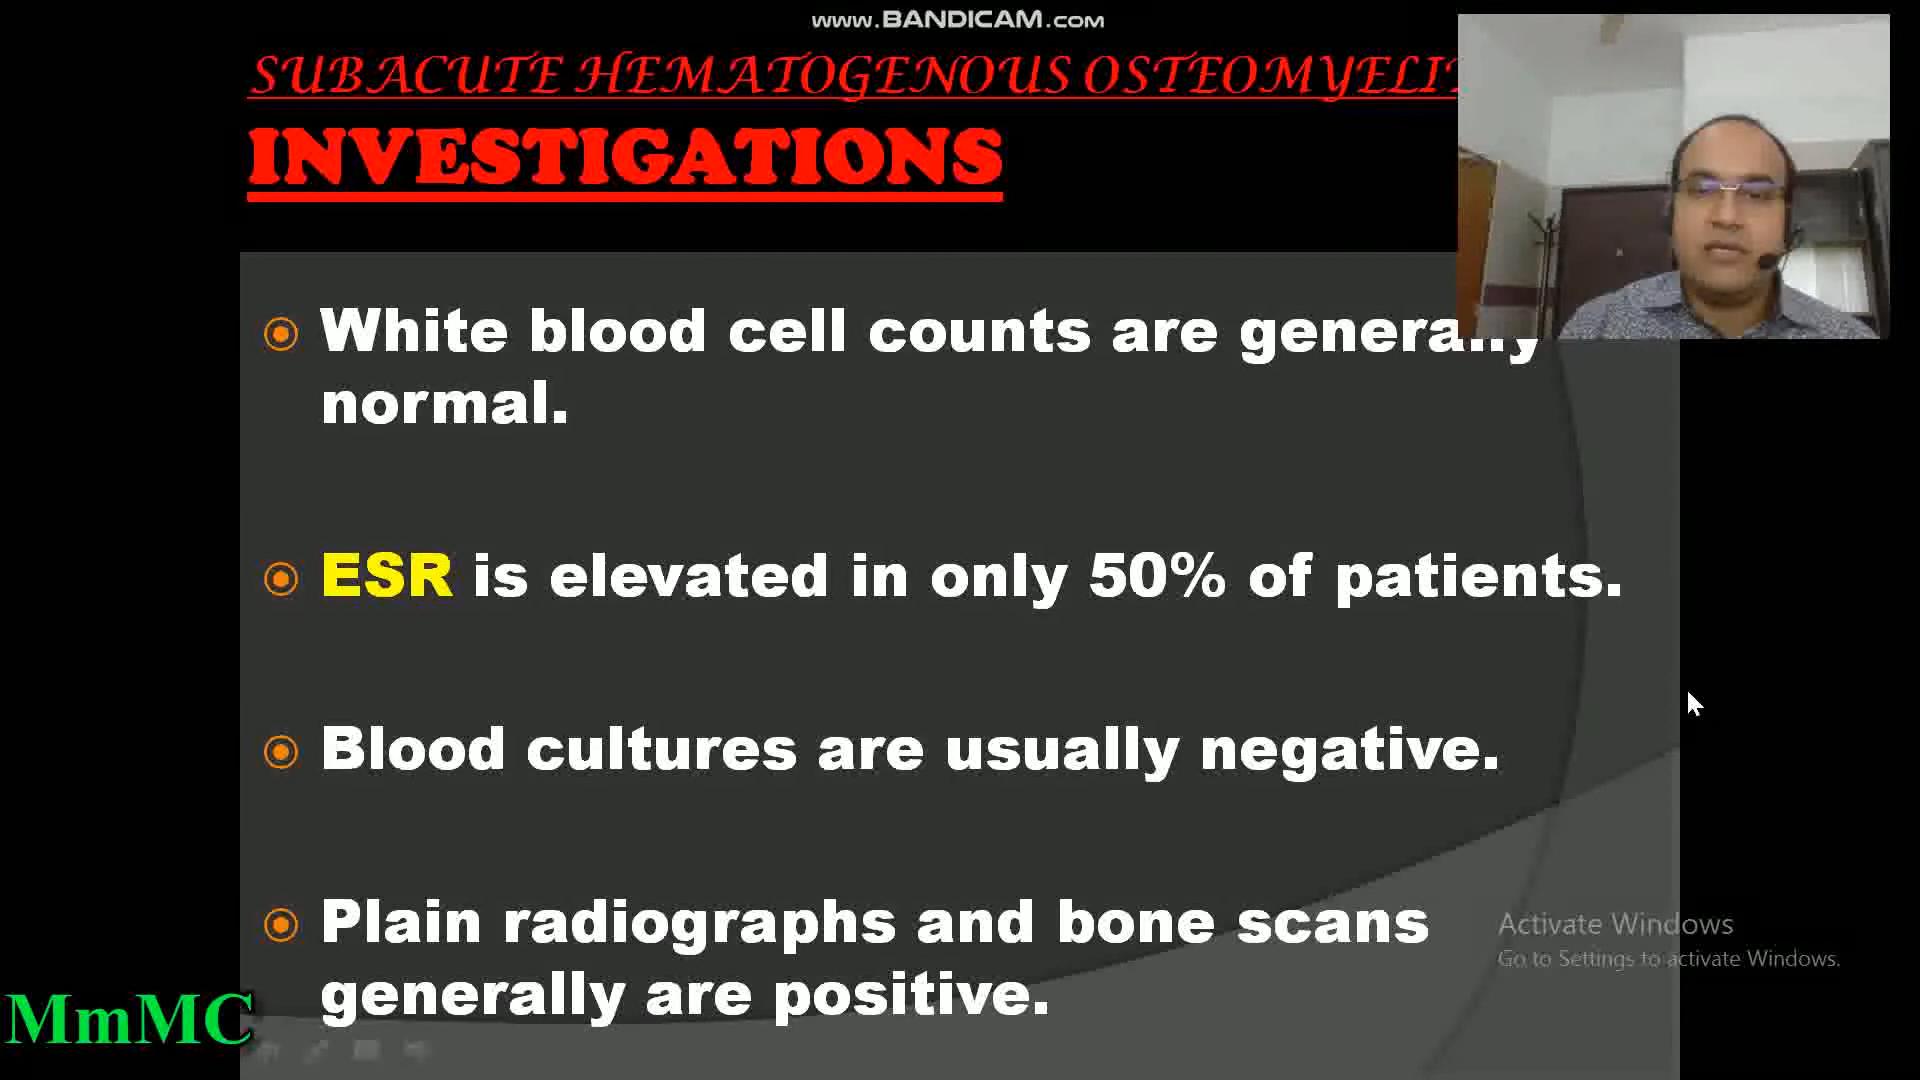 www.BANDICAM.com
SUBACUTE HEMATOGENOUS
INVESTIGATIONS
White blood cell counts are generally
normal.
ESR is elevated in only 50% of patients.
Blood cultures are usually negative.
Plain radiographs and bone scans
generally are positive.
Activate Windows
Go to Settings to activate Windows.
MmMC